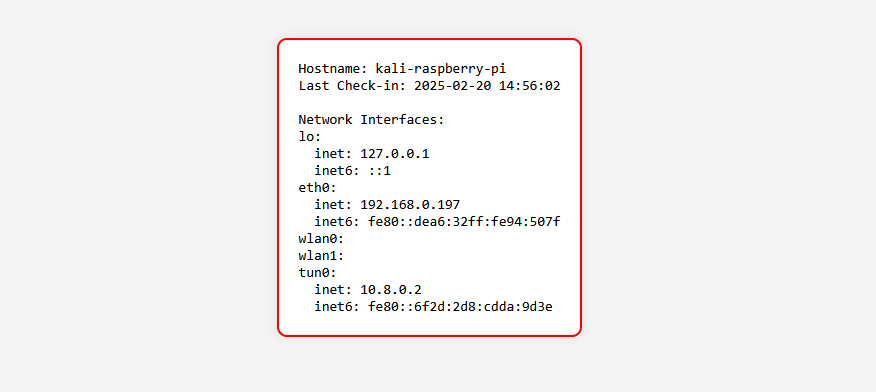 Hostname: kali-raspberry-pi
Last Check-in: 2025-02-20 14:56:02

Network Interfaces:
lo:
  inet: 127.0.0.1
  inet6: ::1
eth0:
  inet: 192.168.0.197
  inet6: fe80::dea6:32ff:fe94:507f
wlan0:
wlan1:
tun0:
  inet: 10.8.0.2
  inet6: fe80::6f2d:2d8:cdda:9d3e